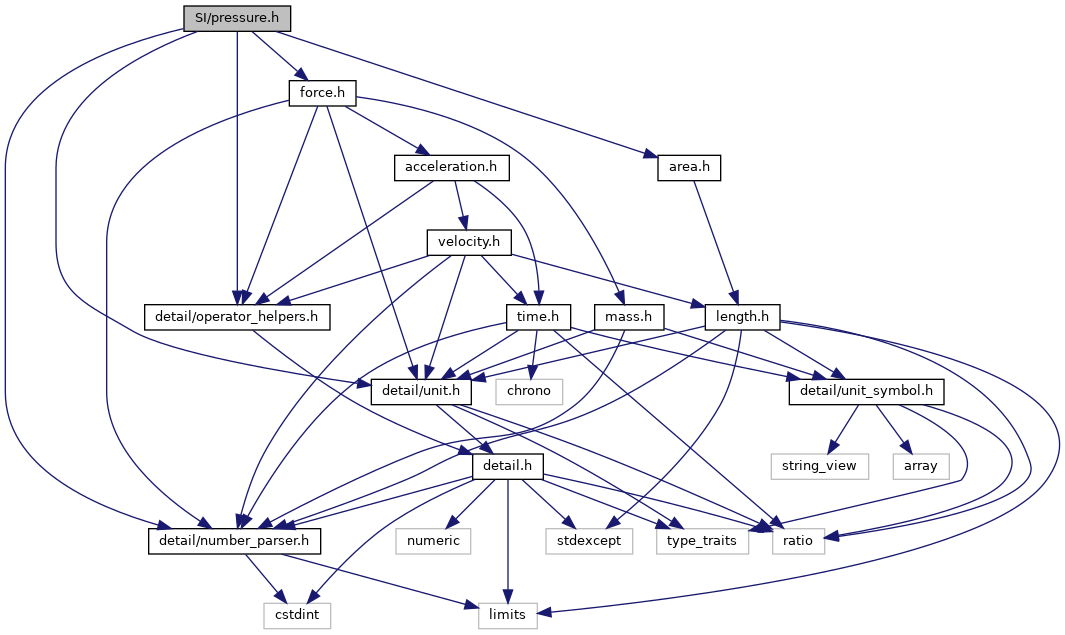 SI/pressure.h
force.h
acceleration.h
area.h
velocity.h
detail/operator_helpers.h
time.h
mass.h
length.h
detail/unit.h
chrono
detail/unit_symbol.h
detail.h
string_view
array
detail/number_parser.h
numeric
stdexcept
type_traits
ratio
cstdint
limits